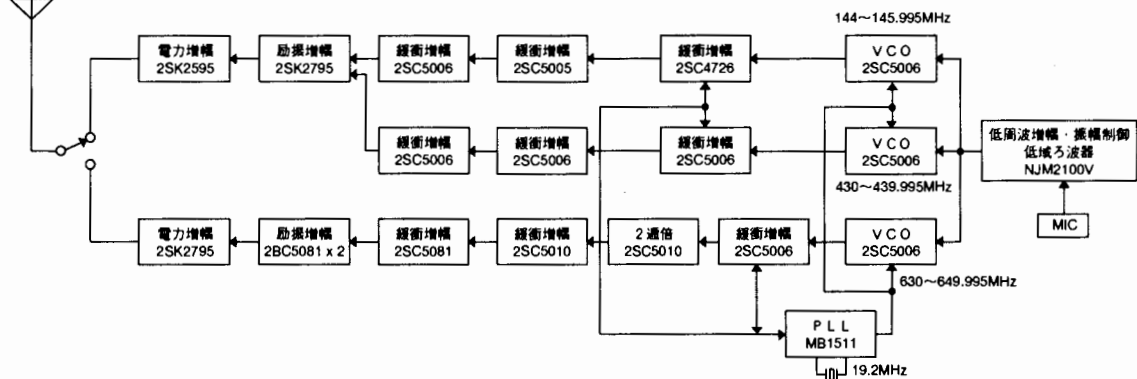 144～145.995MHz
電力増幅
2SK2595
励振増幅
2SK2795
緩衝増幅
2SC5006
緩衝増幅
2SC5005
緩衝増幅
2SC4726
VCO
2SC5006
緩衝増幅
2SC5006
緩衝増幅
2SC5006
緩衝増幅
2SC5006
VCO
2SC5006
430～439.995MHz
低周波増幅・振幅制御
低域ろ波器
NJM2100V
MIC
電力増幅
2SK2795
励振増幅
2BC5081 x 2
緩衝増幅
2SC5081
緩衝増幅
2SC5010
2逓倍
2SC5010
緩衝増幅
2SC5006
VCO
2SC5006
630～649.995MHz
PLL
MB1511
19.2MHz